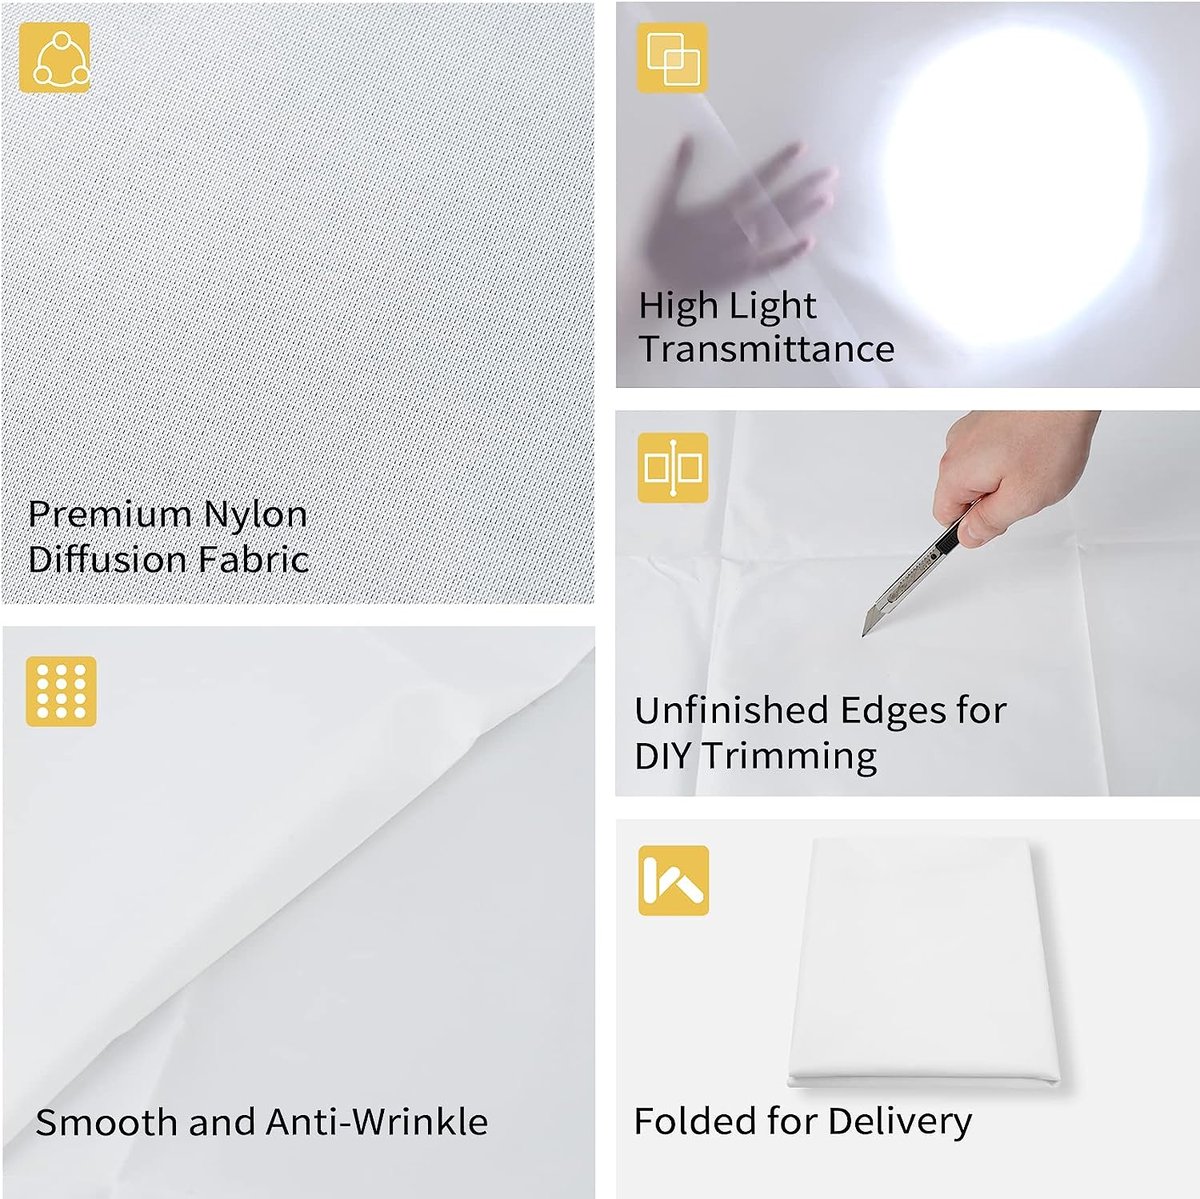 Premium Nylon
Diffusion Fabric
High Light
Transmittance
Unfinished Edges for
DIY Trimming
Smooth and Anti-Wrinkle
Folded for Delivery